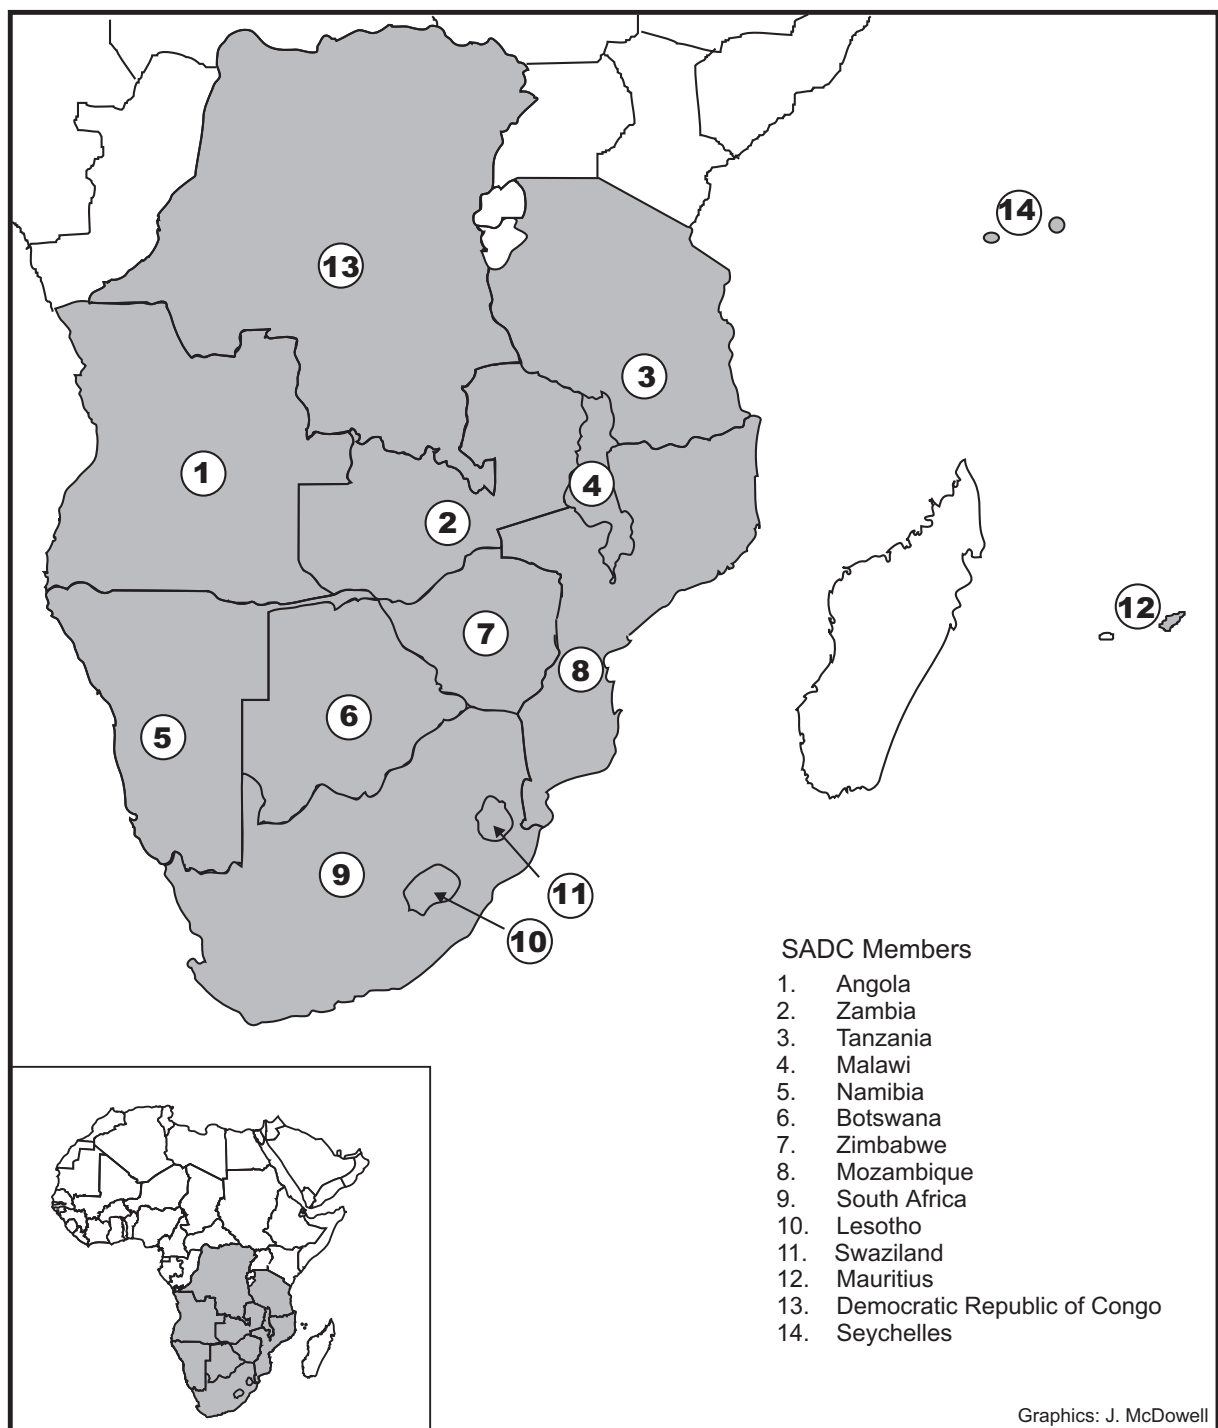 14
13
3
1
4
2
12
7
8
6
5
9
11
10
SADC Members
1. Angola
2. Zambia
3. Tanzania
4. Malawi
5. Namibia
6. Botswana
7. Zimbabwe
8. Mozambique
9. South Africa
10. Lesotho
11. Swaziland
12. Mauritius
13. Democratic Republic of Congo
14. Seychelles
Graphics: J. McDowell